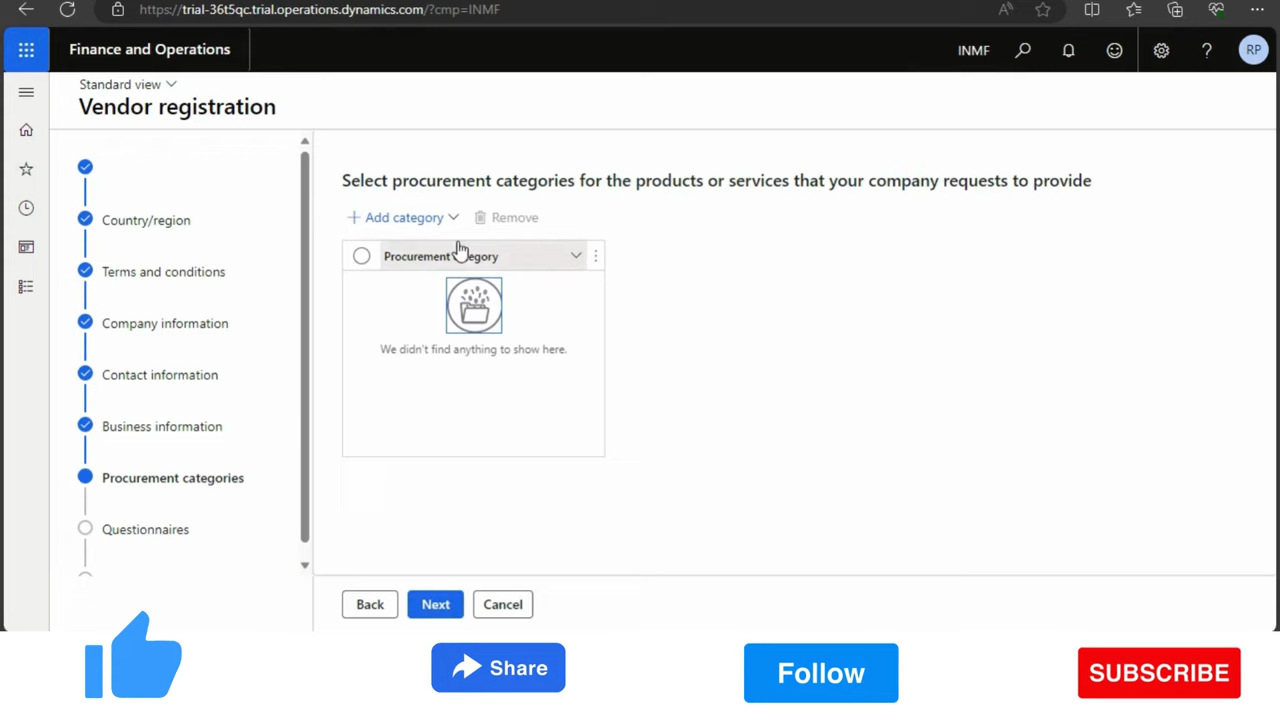 https://trial-36t5qc.trial.operations.dynamics.com/?cmp=INMF
Finance and Operations
INMF
RP
Standard view
Vendor registration
Country/region
Terms and conditions
Company information
Contact information
Business information
Procurement categories
Questionnaires
Select procurement categories for the products or services that your company requests to provide
Add category
Remove
Procurement category
We didn't find anything to show here.
Back
Next
Cancel
Share
Follow
SUBSCRIBE